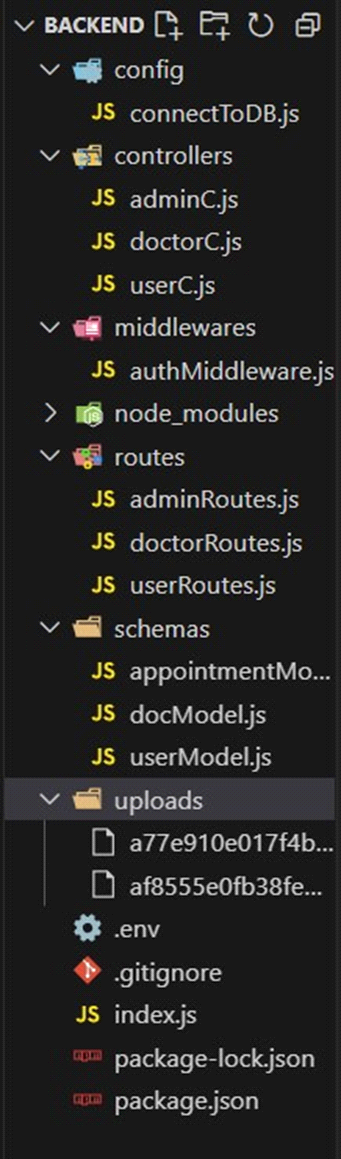 BACKEND
config
JS connectToDB.js
controllers
JS adminC.js
JS doctorC.js
JS userC.js
middlewares
JS authMiddleware.js
node_modules
routes
JS adminRoutes.js
JS doctorRoutes.js
JS userRoutes.js
schemas
JS appointmentMo...
JS docModel.js
JS userModel.js
uploads
a77e910e017f4b...
af8555e0fb38fe...
.env
.gitignore
JS index.js
package-lock.json
package.json